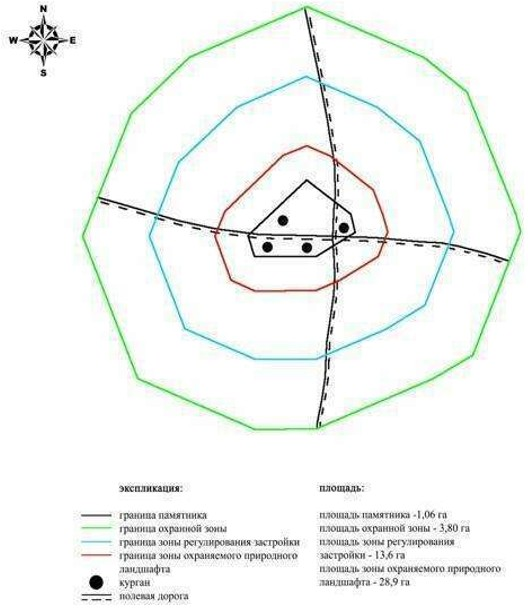 N
W E
S
экспликация:
граница памятника
граница охранной зоны
граница зоны регулирования застройки
граница зоны охраняемого природного
ландшафта
курган
полевая дорога
площадь:
площадь памятника -1,06 га
площадь охранной зоны - 3,80 га
площадь зоны регулирования
застройки - 13,6 га
площадь зоны охраняемого природного
ландшафта - 28,9 га